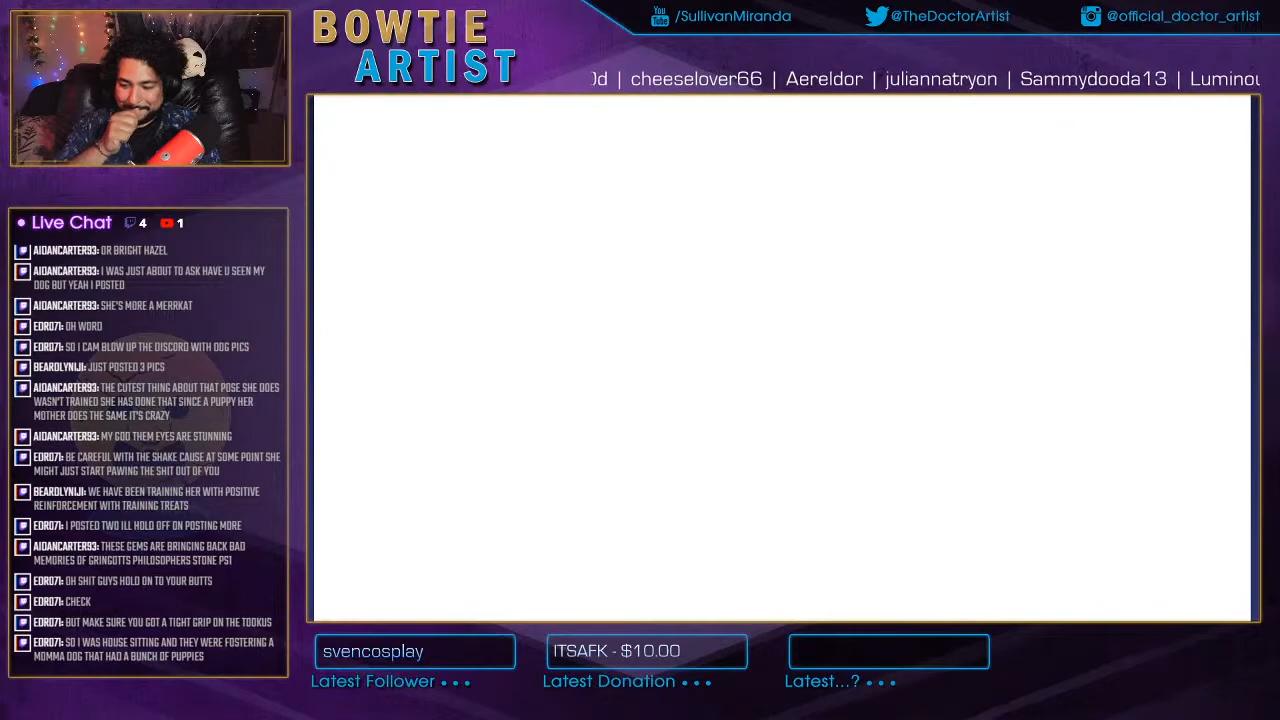 BOWTIE
ARTIST
/SullivanMiranda
@TheDoctorArtist
@official_doctor_artist
d | cheeselover66 | Aereldor | juliannatryon | Sammydooda13 | Luminou
Live Chat 4 1
AIDANCARTER93: OR BRIGHT HAZEL
AIDANCARTER93: I WAS JUST ABOUT TO ASK HAVE U SEEN MY
DOG BUT YEAH I POSTED
AIDANCARTER93: SHE'S MORE A MERRKAT
EDRO71: OH WORD
EDRO71: SO I CAM BLOW UP THE DISCORD WITH DOG PICS
BEARDLYNIJI: JUST POSTED 3 PICS
AIDANCARTER93: THE CUTEST THING ABOUT THAT POSE SHE DOES
WASN'T TRAINED SHE HAS DONE THAT SINCE A PUPPY HER
MOTHER DOES THE SAME IT'S CRAZY
AIDANCARTER93: MY GOD THEM EYES ARE STUNNING
EDRO71: BE CAREFUL WITH THE SHAKE CAUSE AT SOME POINT SHE
MIGHT JUST START PAWING THE SHIT OUT OF YOU
BEARDLYNIJI: WE HAVE BEEN TRAINING HER WITH POSITIVE
REINFORCEMENT WITH TRAINING TREATS
EDRO71: I POSTED TWO ILL HOLD OFF ON POSTING MORE
AIDANCARTER93: THESE GEMS ARE BRINGING BACK BAD
MEMORIES OF GRINGOTTS PHILOSOPHERS STONE PS1
EDRO71: OH SHIT GUYS HOLD ON TO YOUR BUTTS
EDRO71: CHECK
EDRO71: BUT MAKE SURE YOU GOT A TIGHT GRIP ON THE TOOKUS
EDRO71: SO I WAS HOUSE SITTING AND THEY WERE FOSTERING A
MOMMA DOG THAT HAD A BUNCH OF PUPPIES
svencosplay
Latest Follower • • •
ITSAFK - $10.00
Latest Donation • • •
Latest...? • • •